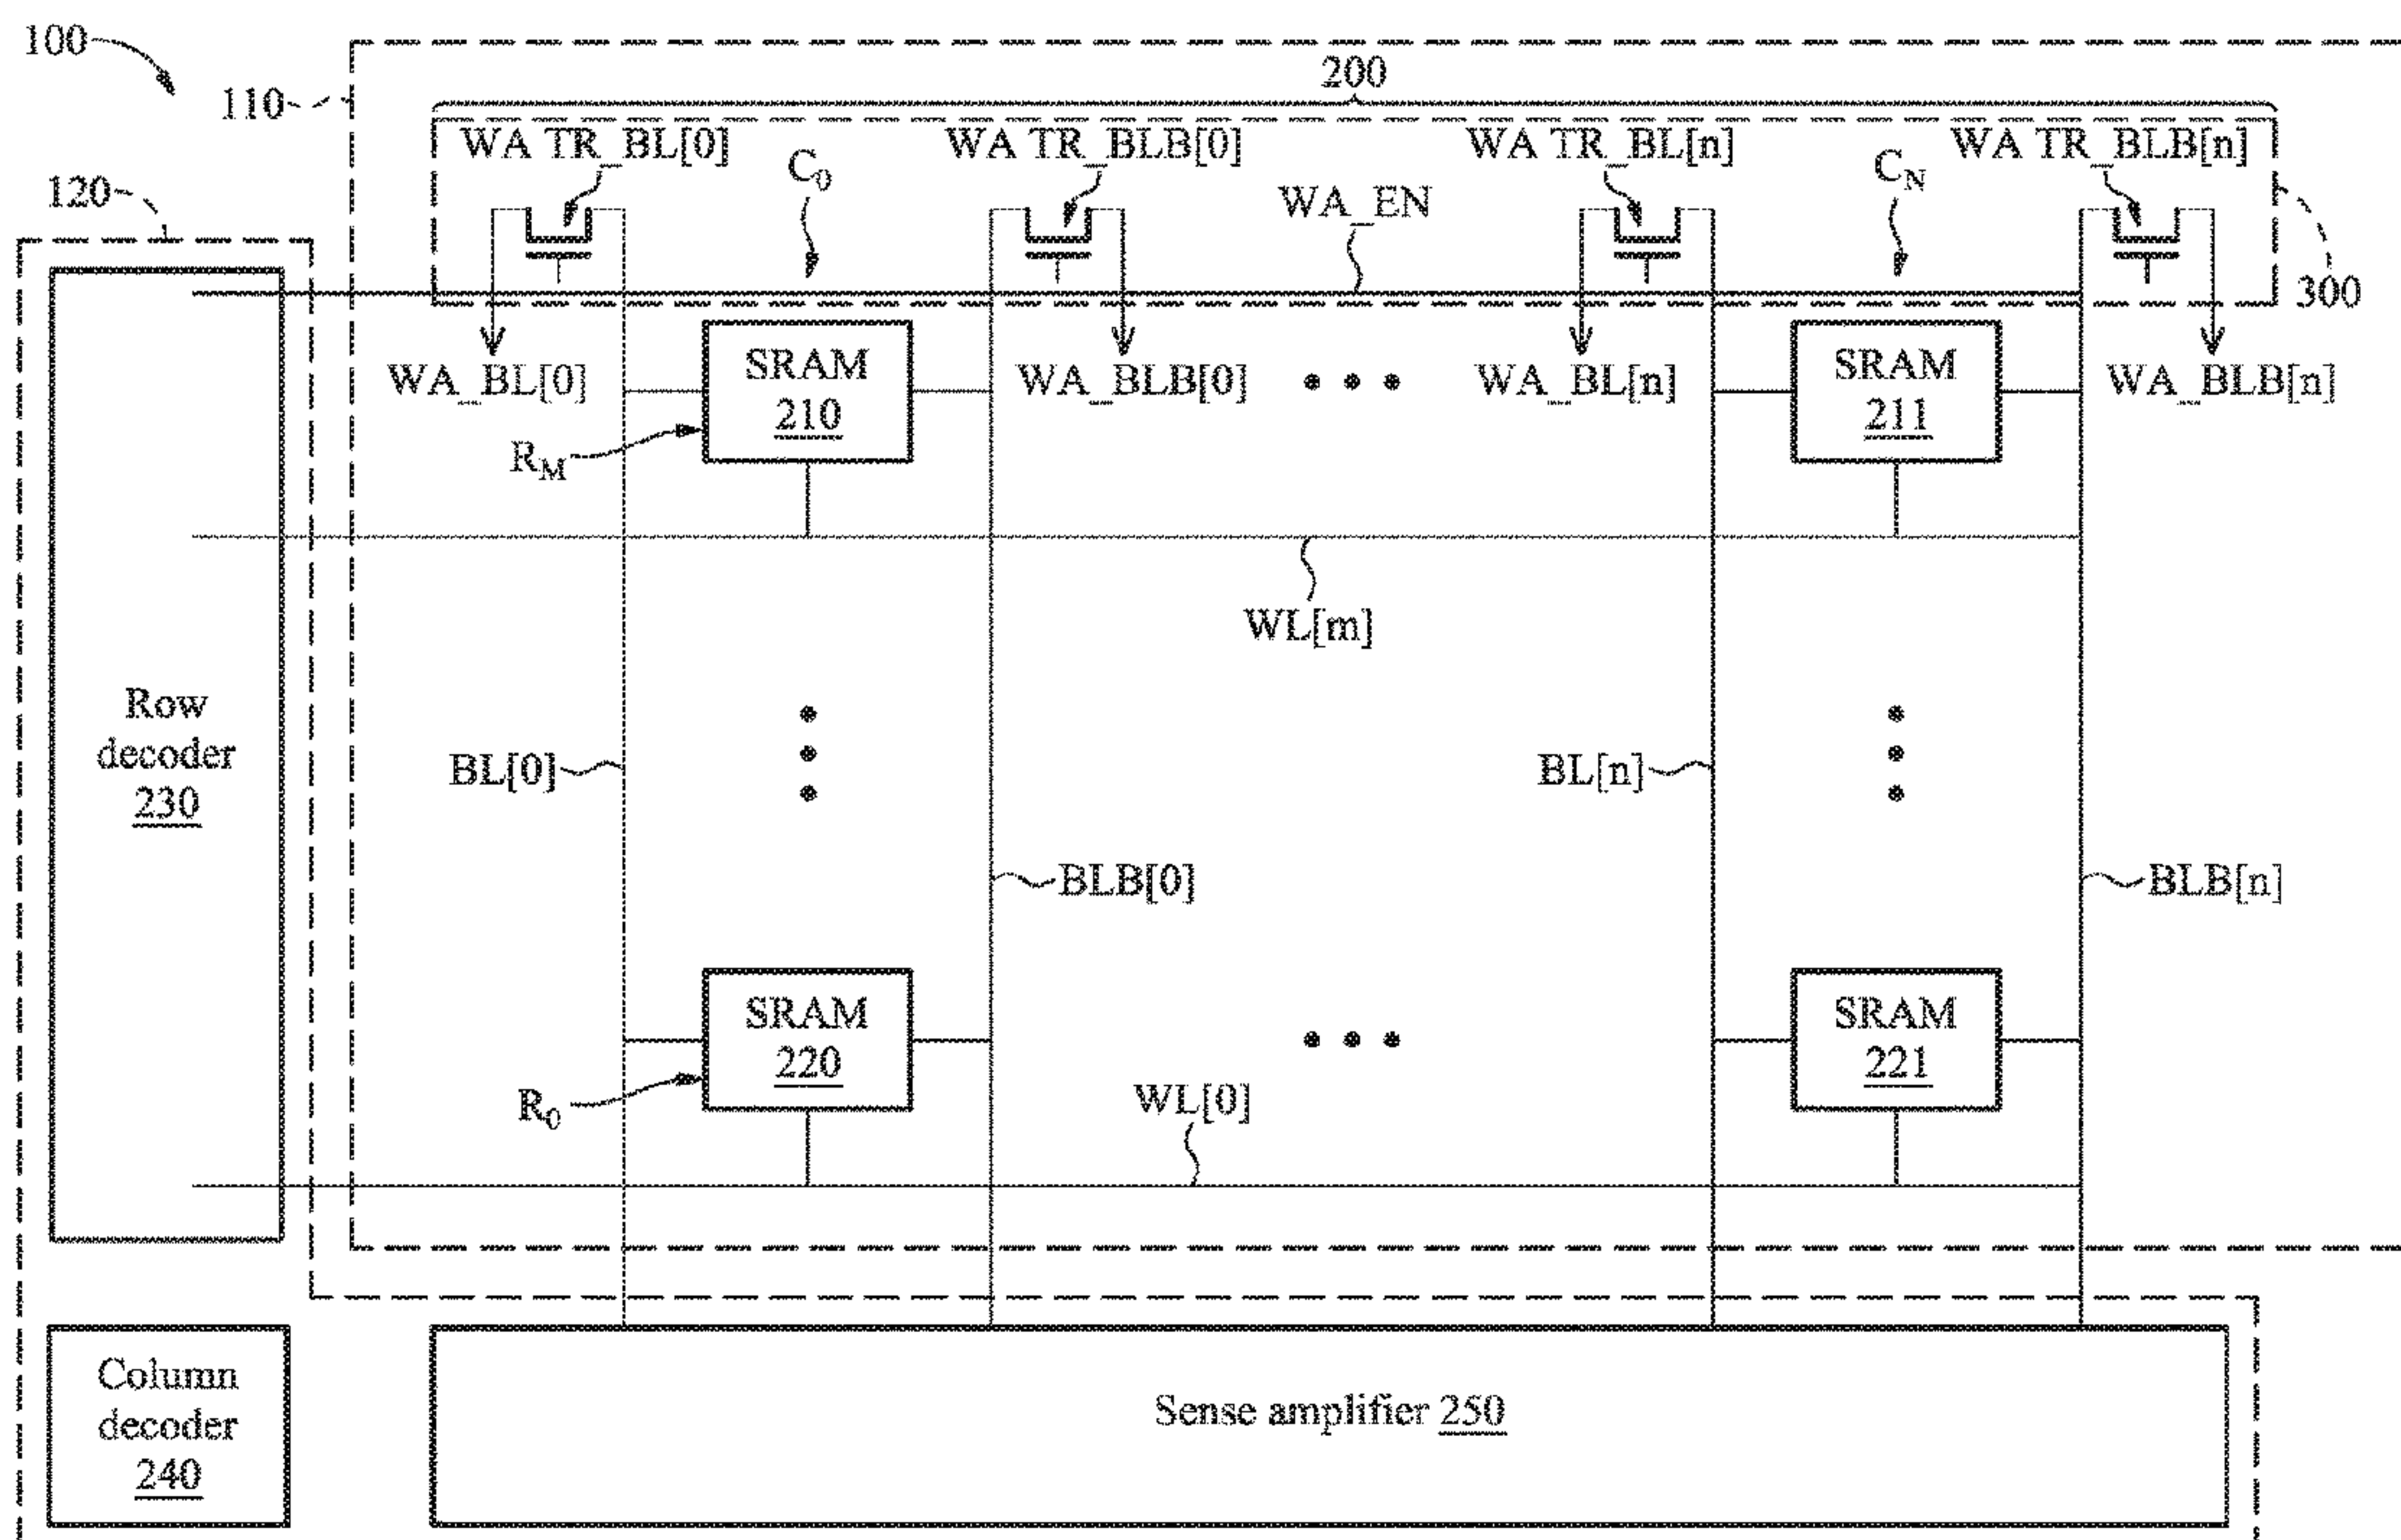 100
110
200
WA TR_BL[0]
WA TR_BLB[0]
WA TR_BL[n]
WA TR_BLB[n]
120
C0
WA_EN
CN
300
WA_BL[0]
SRAM
210
WA_BLB[0]
WA_BL[n]
SRAM
211
WA_BLB[n]
RM
WL[m]
Row
decoder
230
BL[0]
BL[n]
BLB[0]
BLB[n]
SRAM
220
SRAM
221
R0
WL[0]
Column
decoder
240
Sense amplifier 250